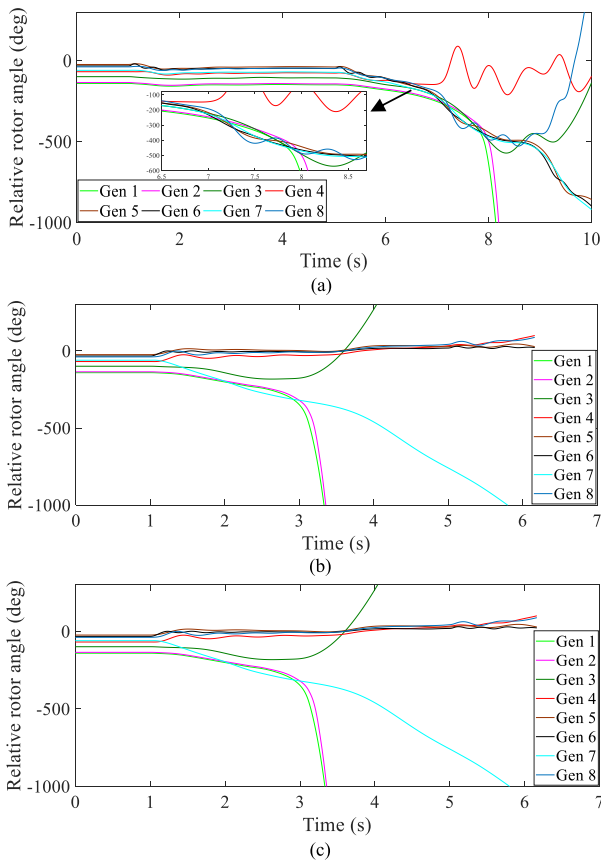 Relative rotor angle (deg)
0
-500
-1000
-100
-200
-300
-400
-500
-600
6.5 7 7.5 8 8.5
Gen 1 Gen 2 Gen 3 Gen 4
Gen 5 Gen 6 Gen 7 Gen 8
0 2 4 6 8 10
Time (s)
(a)
Relative rotor angle (deg)
0
-500
-1000
Gen 1
Gen 2
Gen 3
Gen 4
Gen 5
Gen 6
Gen 7
Gen 8
0 1 2 3 4 5 6 7
Time (s)
(b)
Relative rotor angle (deg)
0
-500
-1000
Gen 1
Gen 2
Gen 3
Gen 4
Gen 5
Gen 6
Gen 7
Gen 8
0 1 2 3 4 5 6 7
Time (s)
(c)